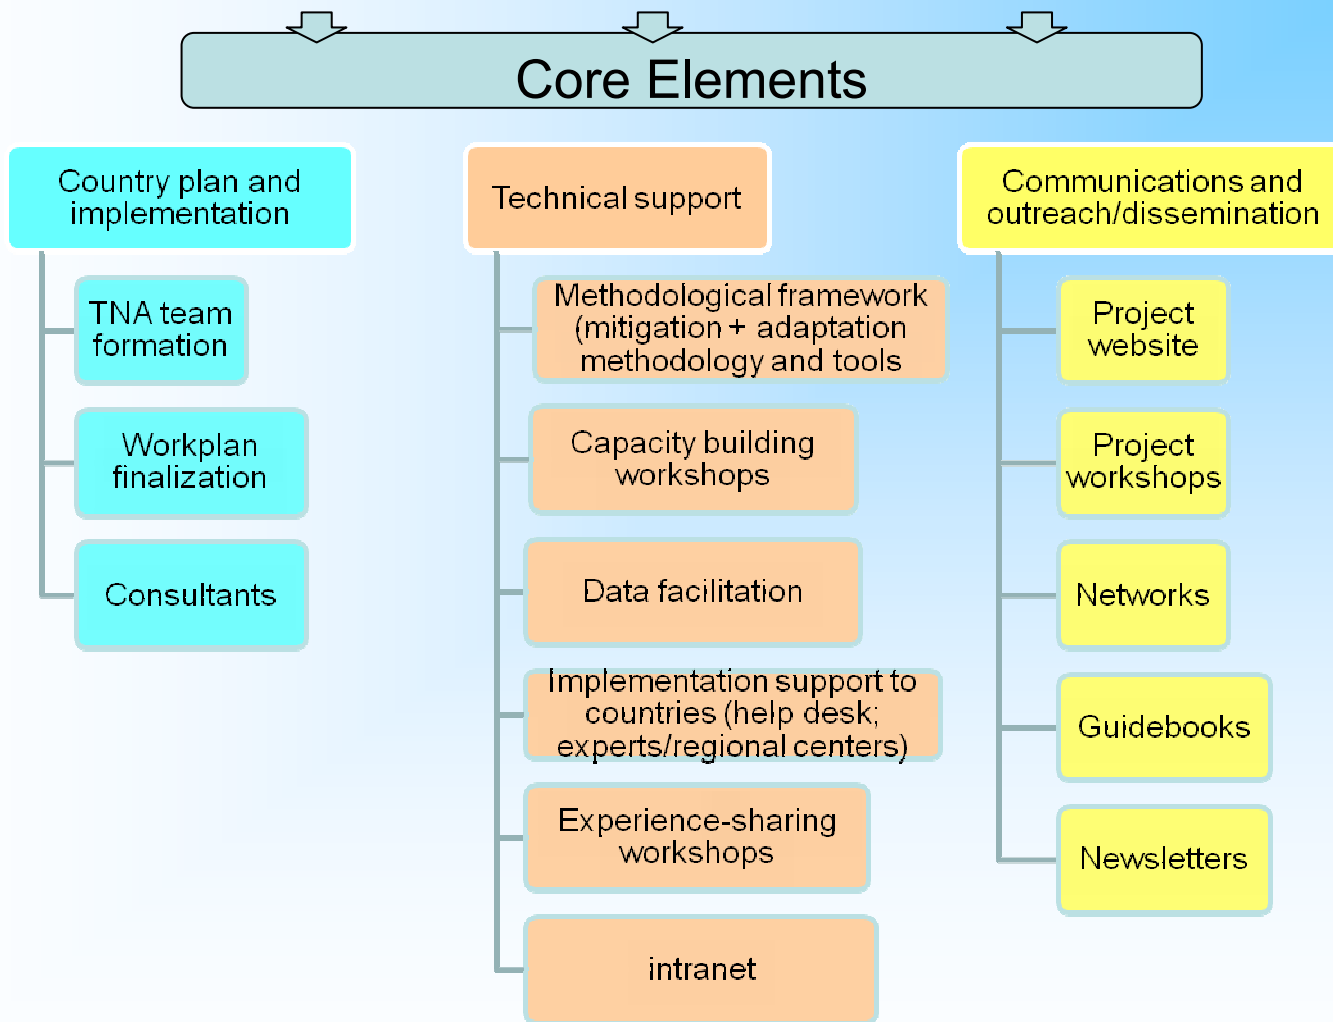 Core Elements
Country plan and
implementation
TNA team
formation
Workplan
finalization
Consultants
Technical support
Methodological framework
(mitigation + adaptation
methodology and tools
Capacity building
workshops
Data facilitation
Implementation support to
countries (help desk;
experts/regional centers)
Experience-sharing
workshops
intranet
Communications and
outreach/dissemination
Project
website
Project
workshops
Networks
Guidebooks
Newsletters